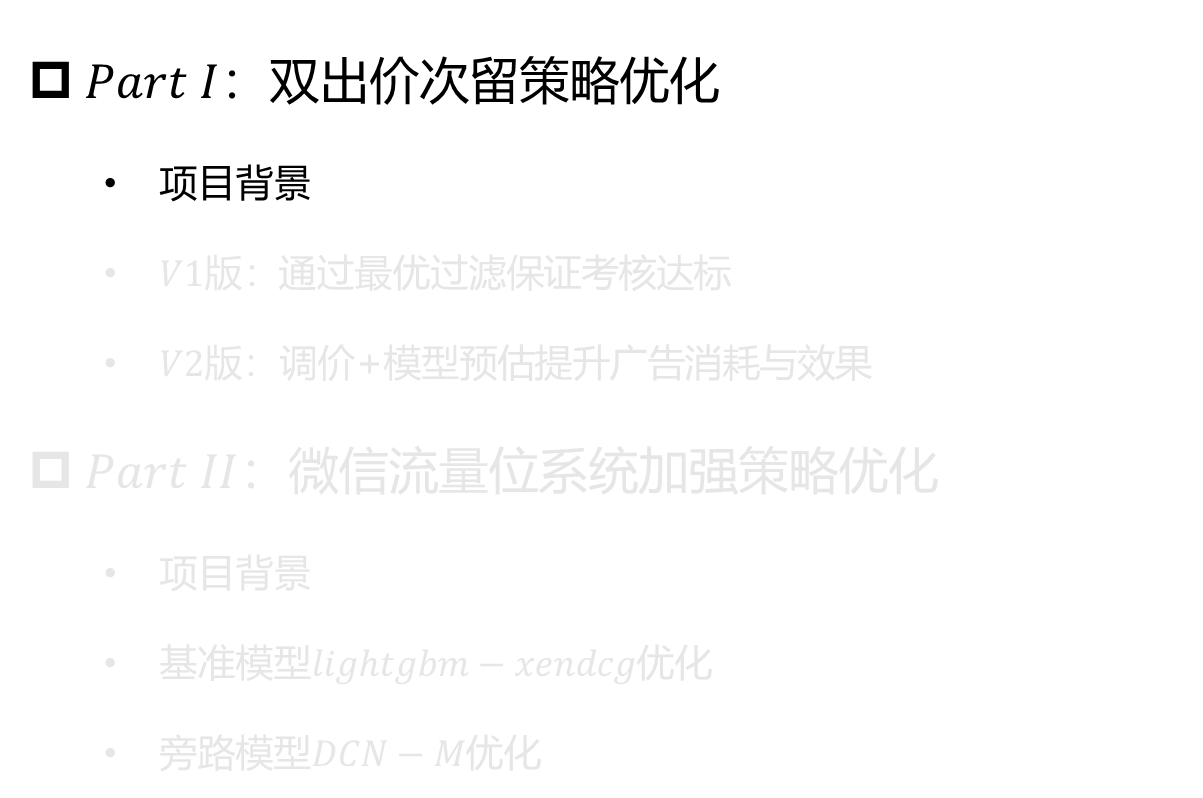 Part I：双出价次留策略优化
• 项目背景
• V1版：通过最优过滤保证考核达标
• V2版：调价+模型预估提升广告消耗与效果
Part II：微信流量位系统加强策略优化
• 项目背景
• 基准模型lightgbm − xendcg优化
• 旁路模型DCN − M优化